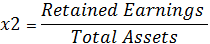 x2 = Retained Earnings / Total Assets